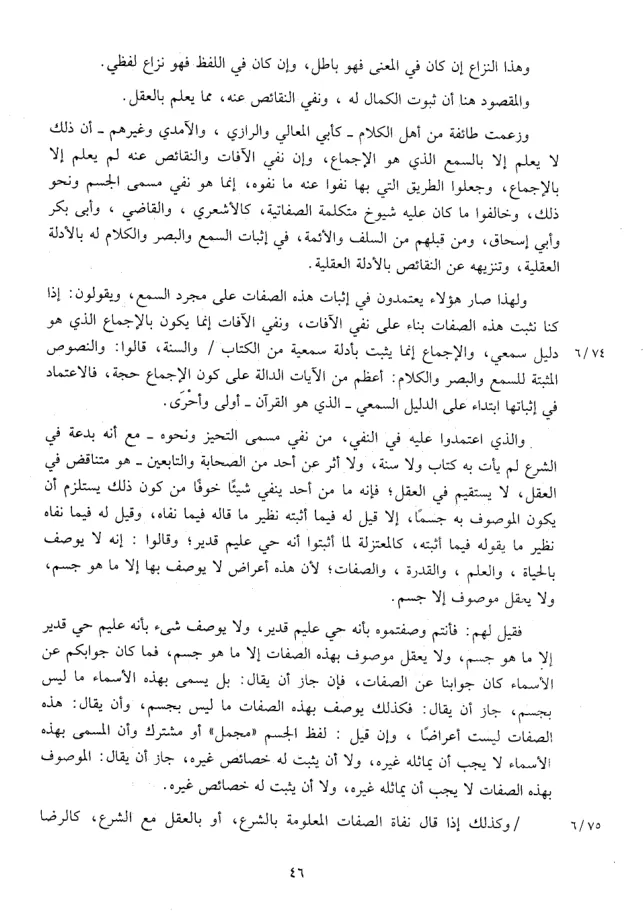 وهذا النزاع إن كان في المعنى فهو باطل، وإن كان في اللفظ فهو نزاع لفظي.
والمقصود هنا أن ثبوت الكمال له ، ونفي النقائص عنه، مما يعلم بالعقل.
وزعمت طائفة من أهل الكلام ـ كأبي المعالي والرازي ، والآمدي وغيرهم ـ أن ذلك
لا يعلم إلا بالسمع الذي هو الإجماع، وإن نفي الآفات والنقائص عنه لم يعلم إلا
بالإجماع، وجعلوا الطريق التي بها نفوا عنه ما نفوه، إنما هو نفي مسمى الجسم ونحو
ذلك، وخالفوا ما كان عليه شيوخ متكلمة الصفاتية، كالأشعري ، والقاضي ، وأبي بكر
وأبي إسحاق، ومن قبلهم من السلف والأئمة، في إثبات السمع والبصر والكلام له بالأدلة
العقلية، وتنزيهه عن النقائص بالأدلة العقلية.
ولهذا صار هؤلاء يعتمدون في إثبات هذه الصفات على مجرد السمع، ويقولون: إذا
كنا نثبت هذه الصفات بناء على نفي الآفات، ونفي الآفات إنما يكون بالإجماع الذي هو
دليل سمعي، والإجماع إنما يثبت بأدلة سمعية من الكتاب / والسنة، قالوا: والنصوص ٦/٧٤
المثبتة للسمع والبصر والكلام: أعظم من الآيات الدالة على كون الإجماع حجة، فالاعتماد
في إثباتها ابتداء على الدليل السمعي ـ الذي هو القرآن ـ أولى وأحْرَى.
والذي اعتمدوا عليه في النفي، من نفي مسمى التحيز ونحوه ـ مع أنه بدعة في
الشرع لم يأت به كتاب ولا سنة، ولا أثر عن أحد من الصحابة والتابعين ـ هو متناقض في
العقل، لا يستقيم في العقل؛ فإنه ما من أحد ينفي شيئًا خوفًا من كون ذلك يستلزم أن
يكون الموصوف به جسمًا، إلا قيل له فيما أثبته نظير ما قاله فيما نفاه، وقيل له فيما نفاه
نظير ما يقوله فيما أثبته، كالمعتزلة لما أثبتوا أنه حي عليم قدير؛ وقالوا : إنه لا يوصف
بالحياة ، والعلم ، والقدرة ، والصفات؛ لأن هذه أعراض لا يوصف بها إلا ما هو جسم،
ولا يعقل موصوف إلا جسم.
فقيل لهم: فأنتم وصفتموه بأنه حي عليم قدير، ولا يوصف شيء بأنه عليم حي قدير
إلا ما هو جسم، ولا يعقل موصوف بهذه الصفات إلا ما هو جسم، فما كان جوابكم عن
الأسماء كان جوابنا عن الصفات، فإن جاز أن يقال: بل يسمى بهذه الأسماء ما ليس
بجسم، جاز أن يقال: فكذلك يوصف بهذه الصفات ما ليس بجسم، وأن يقال: هذه
الصفات ليست أعراضًا ، وإن قيل : لفظ الجسم «مجمل» أو مشترك وأن المسمى بهذه
الأسماء لا يجب أن يماثله غيره، ولا أن يثبت له خصائص غيره، جاز أن يقال: الموصوف
بهذه الصفات لا يجب أن يماثله غيره، ولا أن يثبت له خصائص غيره.
/ وكذلك إذا قال نفاة الصفات المعلومة بالشرع، أو بالعقل مع الشرع، كالرضا ٦/٧٥
٤٦